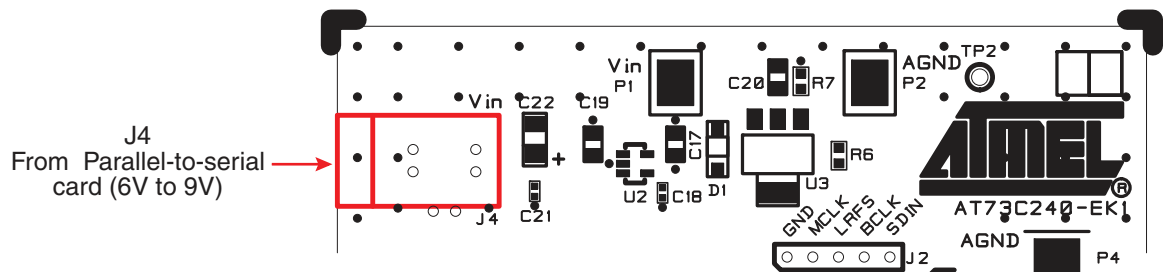 J4
From Parallel-to-serial
card (6V to 9V)
Vin
J4
C22
+
C21
C19
U2
C18
C17
D1
Vin
P1
C20
R7
U3
R6
AGND
P2
TP2
ATMEL
®
AT73C240-EK1
GND
MCLK
LRFS
BCLK
SDIN
J2
AGND
P4